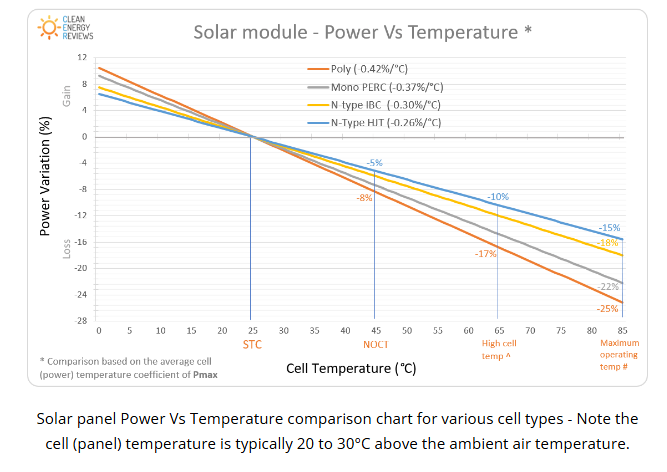 CLEAN
ENERGY
REVIEWS
Solar module - Power Vs Temperature *
Poly (-0.42%/°C)
Mono PERC (-0.37%/°C)
N-type IBC (-0.30%/°C)
N-Type HJT (-0.26%/°C)
Power Variation (%)
Gain
Loss
12
8
4
0
-4
-8
-12
-16
-20
-24
-28
-5%
-8%
-10%
-17%
-15%
-18%
-22%
-25%
0 5 10 15 20 25 30 35 40 45 50 55 60 65 70 75 80 85
STC
NOCT
High cell
temp ^
Maximum
operating
temp #
Cell Temperature (°C)
* Comparison based on the average cell
(power) temperature coefficient of Pmax
Solar panel Power Vs Temperature comparison chart for various cell types - Note the
cell (panel) temperature is typically 20 to 30°C above the ambient air temperature.